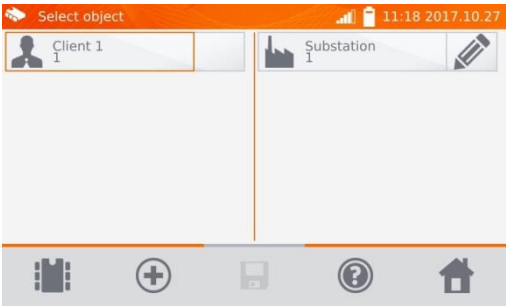 Select object
11:18 2017.10.27
Client 1
1
Substation
1